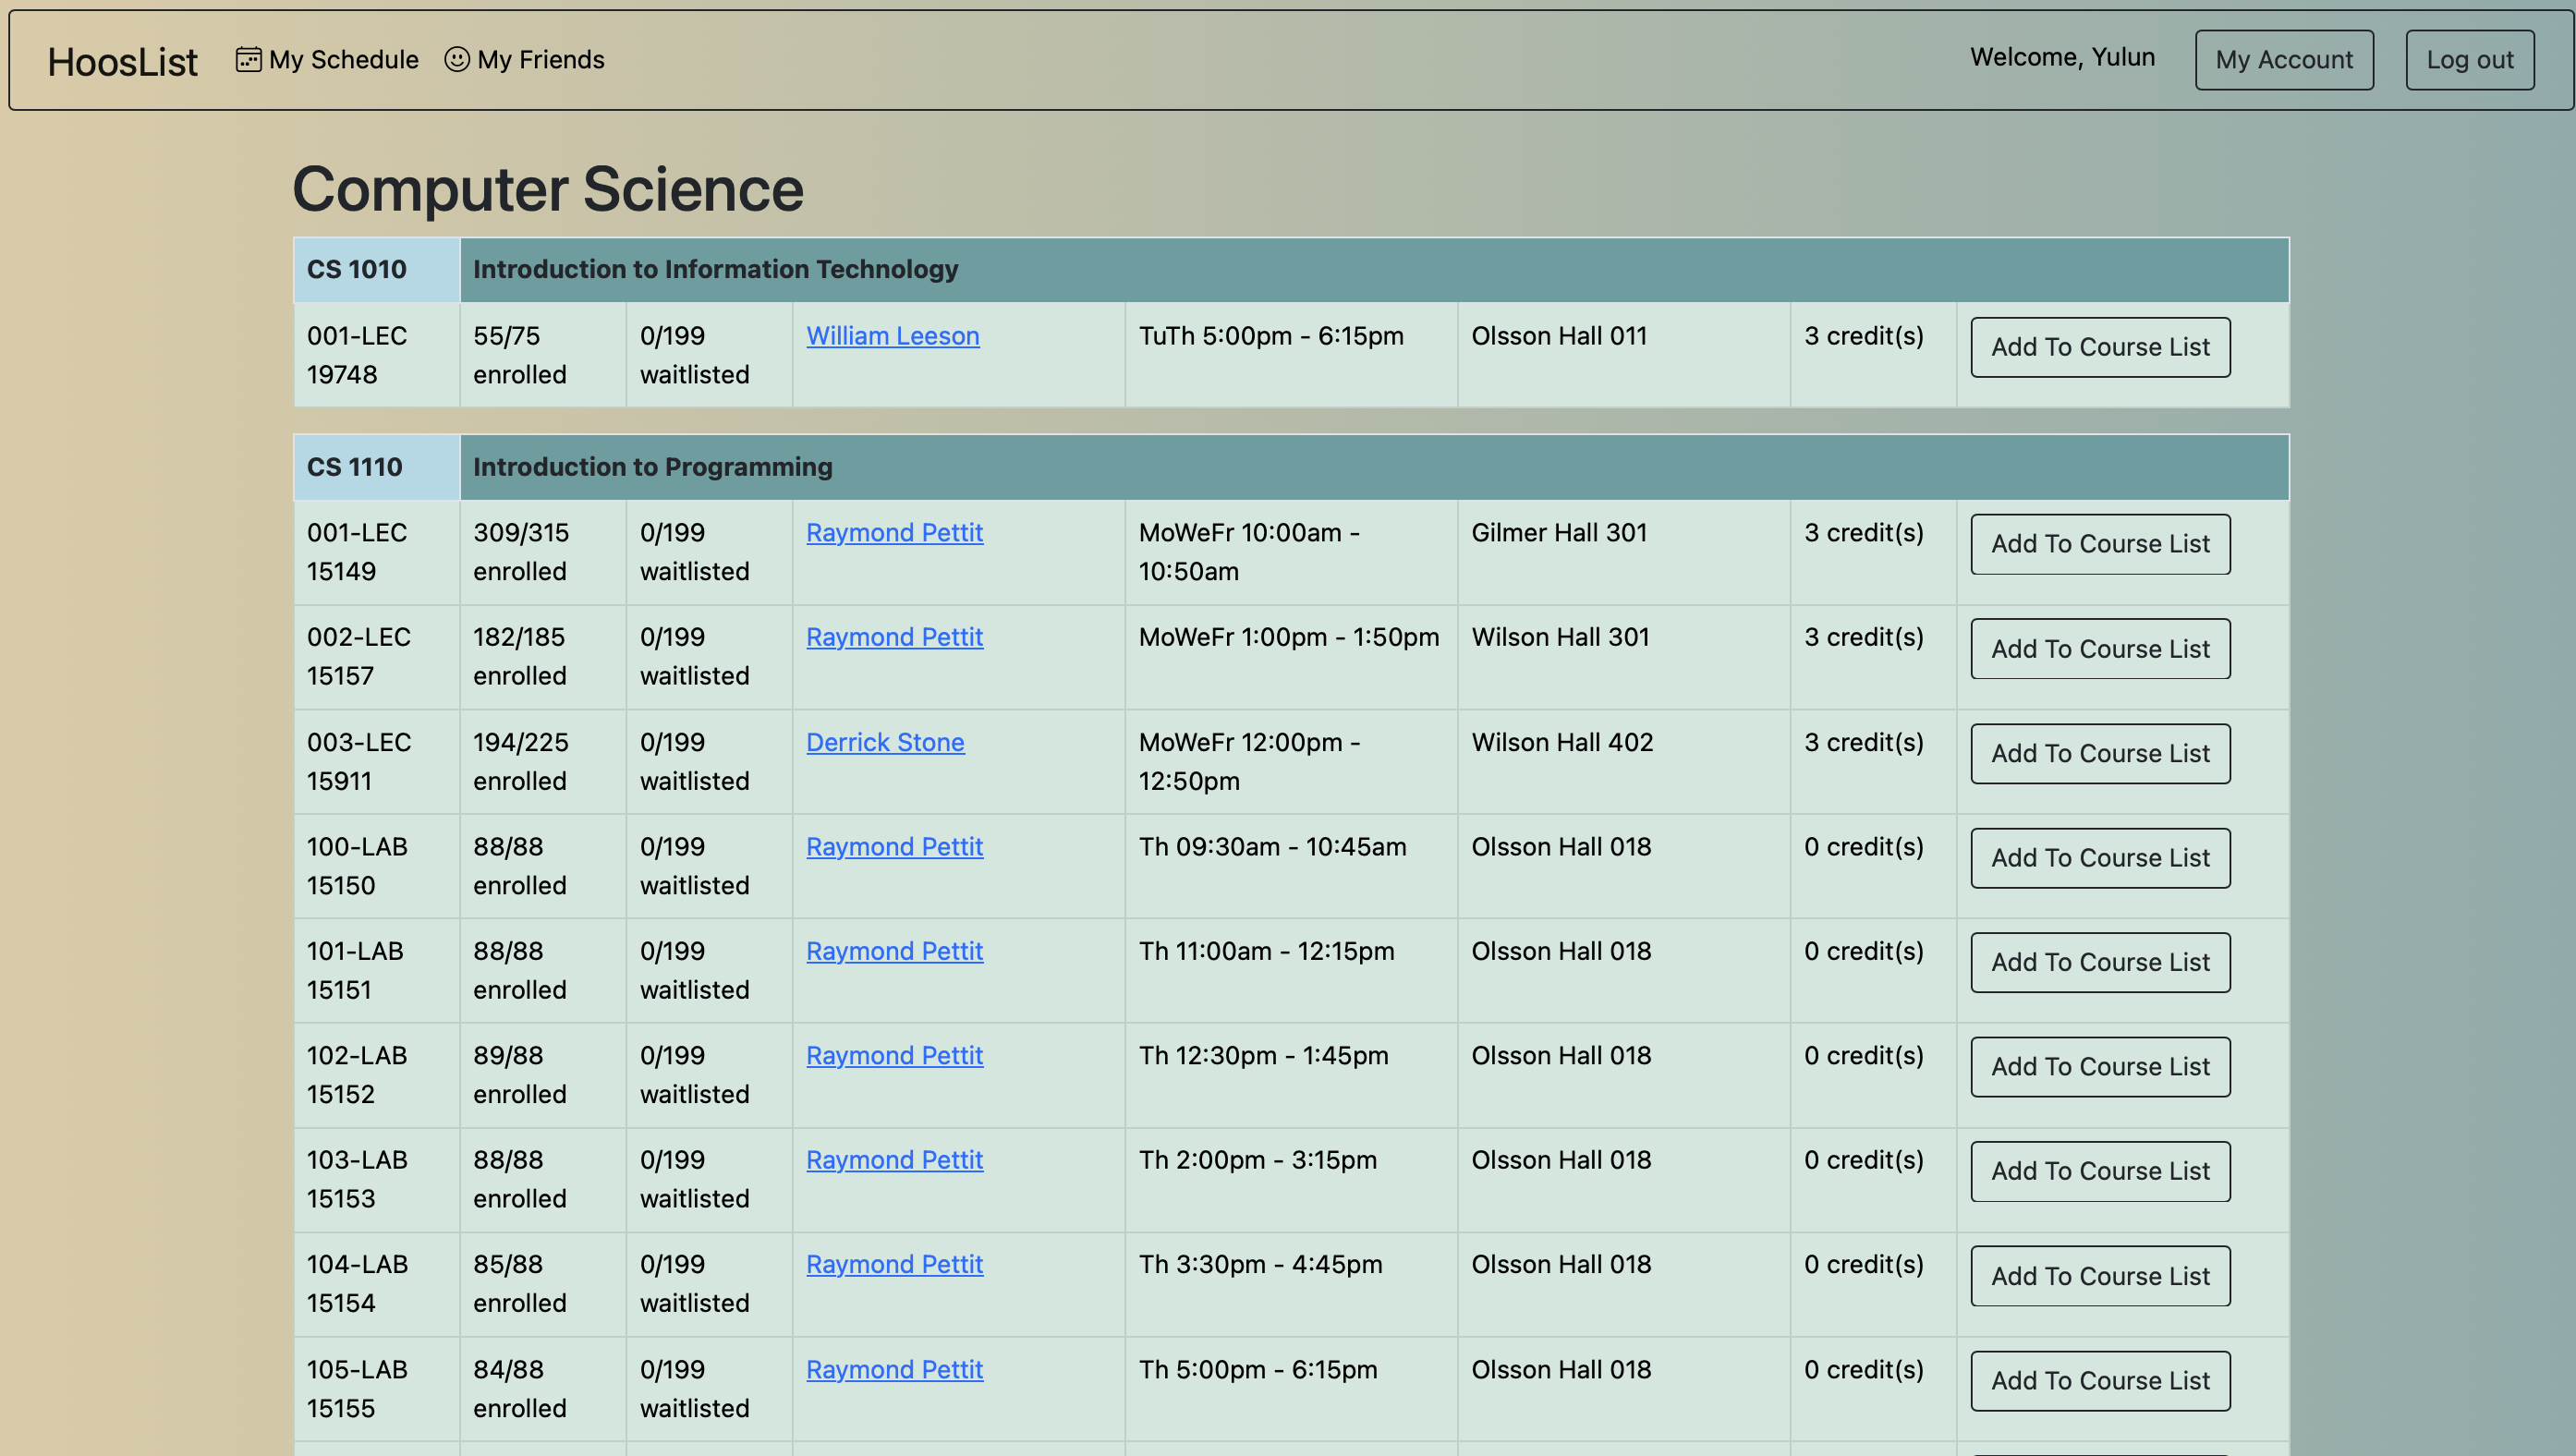 HoosList My Schedule My Friends Welcome, Yulun My Account Log out
Computer Science
CS 1010 Introduction to Information Technology
001-LEC 55/75 0/199 William Leeson TuTh 5:00pm - 6:15pm Olsson Hall 011 3 credit(s) Add To Course List
19748 enrolled waitlisted
CS 1110 Introduction to Programming
001-LEC 309/315 0/199 Raymond Pettit MoWeFr 10:00am - Gilmer Hall 301 3 credit(s) Add To Course List
15149 enrolled waitlisted 10:50am
002-LEC 182/185 0/199 Raymond Pettit MoWeFr 1:00pm - 1:50pm Wilson Hall 301 3 credit(s) Add To Course List
15157 enrolled waitlisted
003-LEC 194/225 0/199 Derrick Stone MoWeFr 12:00pm - Wilson Hall 402 3 credit(s) Add To Course List
15911 enrolled waitlisted 12:50pm
100-LAB 88/88 0/199 Raymond Pettit Th 09:30am - 10:45am Olsson Hall 018 0 credit(s) Add To Course List
15150 enrolled waitlisted
101-LAB 88/88 0/199 Raymond Pettit Th 11:00am - 12:15pm Olsson Hall 018 0 credit(s) Add To Course List
15151 enrolled waitlisted
102-LAB 89/88 0/199 Raymond Pettit Th 12:30pm - 1:45pm Olsson Hall 018 0 credit(s) Add To Course List
15152 enrolled waitlisted
103-LAB 88/88 0/199 Raymond Pettit Th 2:00pm - 3:15pm Olsson Hall 018 0 credit(s) Add To Course List
15153 enrolled waitlisted
104-LAB 85/88 0/199 Raymond Pettit Th 3:30pm - 4:45pm Olsson Hall 018 0 credit(s) Add To Course List
15154 enrolled waitlisted
105-LAB 84/88 0/199 Raymond Pettit Th 5:00pm - 6:15pm Olsson Hall 018 0 credit(s) Add To Course List
15155 enrolled waitlisted